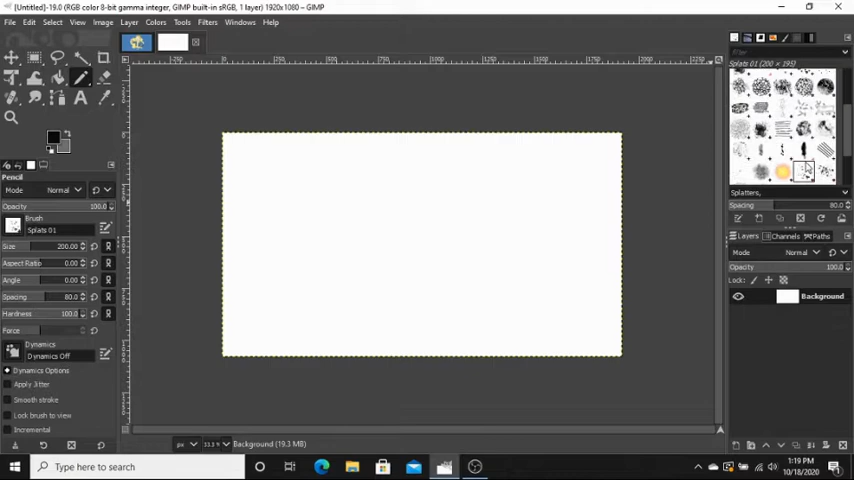 [Untitled]-19.0 (RGB color 8-bit gamma integer, GIMP built-in sRGB, 1 layer) 1920x1080 – GIMP
File Edit Select View Image Layer Colors Tools Filters Windows Help
filter
Splats 01 (200 x 195)
Pencil
Mode Normal
Opacity 100.0
Brush
Splats 01
Size 200.00
Aspect Ratio 0.00
Angle 0.00
Spacing 80.0
Hardness 100.0
Force
Dynamics
Dynamics Off
Dynamics Options
Apply Jitter
Smooth stroke
Lock brush to view
Incremental
Splatters,
Spacing 80.0
Layers Channels Paths
Mode Normal
Opacity 100.0
Lock:
Background
px 33.3 % Background (19.3 MB)
Type here to search
1:19 PM
10/18/2020